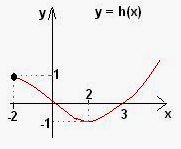 y y = h(x)
1
2
-2 3 x
-1